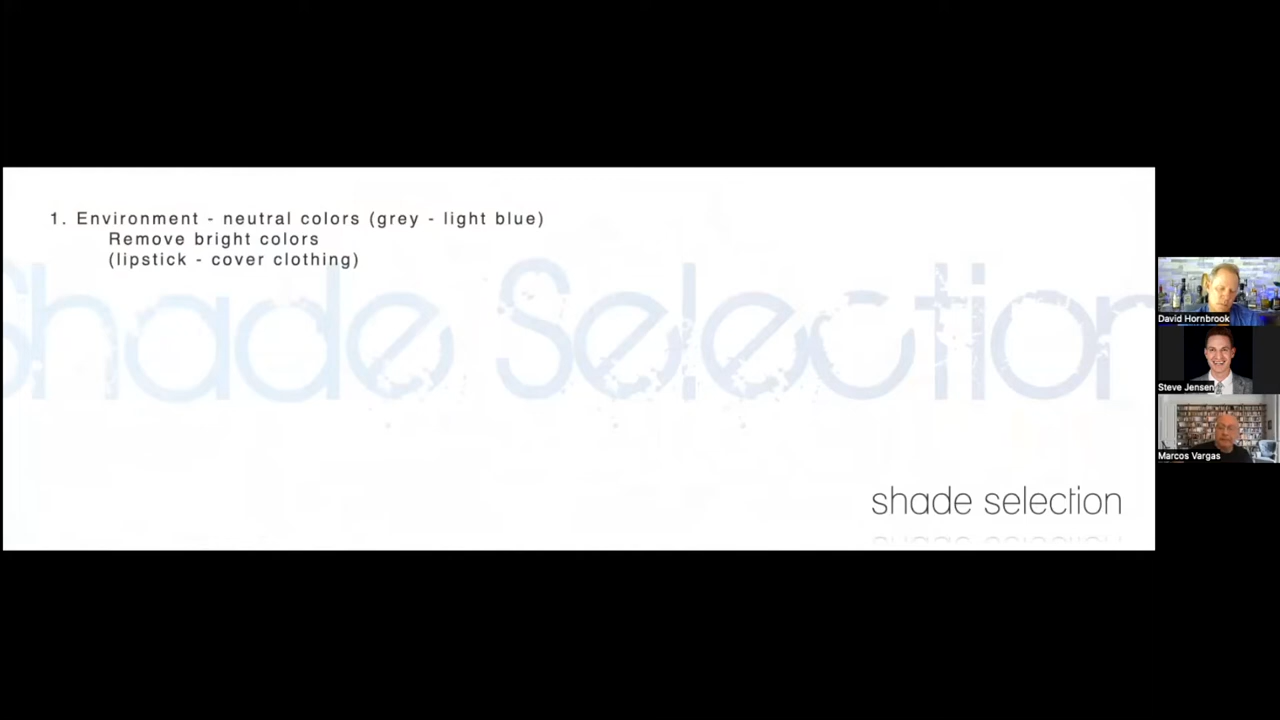 1. Environment - neutral colors (grey - light blue)
Remove bright colors
(lipstick - cover clothing)
Shade Selection
shade selection
David Hornbrook
Steve Jensen
Marcos Vargas